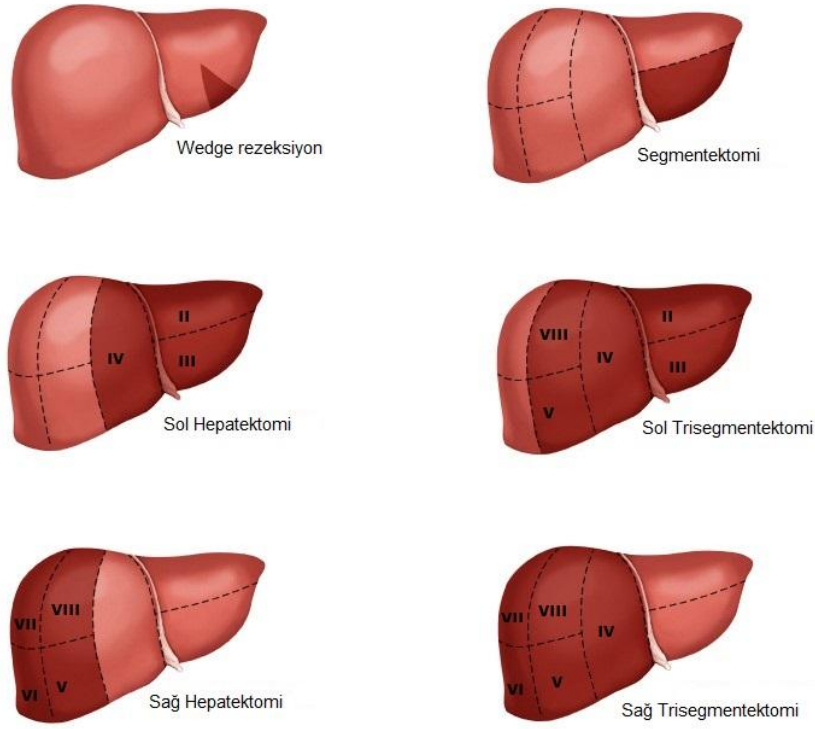 Wedge rezeksiyon
Segmentektomi
II
IV
III
Sol Hepatektomi
II
VIII
IV
III
V
Sol Trisegmentektomi
VIII
VII
VI
V
Sağ Hepatektomi
VIII
VII
IV
VI
V
Sağ Trisegmentektomi